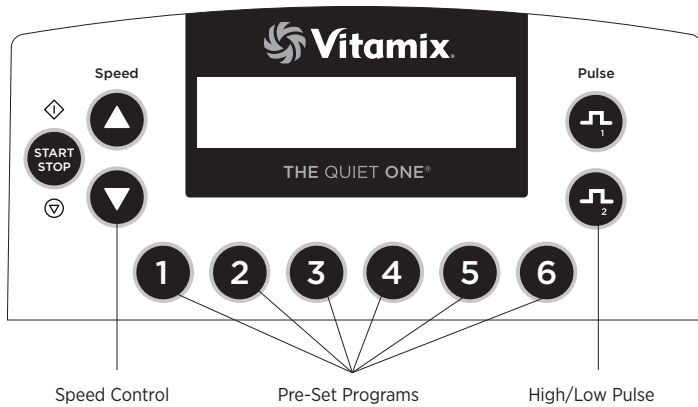 Vitamix.
Speed
Pulse
START
STOP
1
2
THE QUIET ONE®
1 2 3 4 5 6
Speed Control
Pre-Set Programs
High/Low Pulse